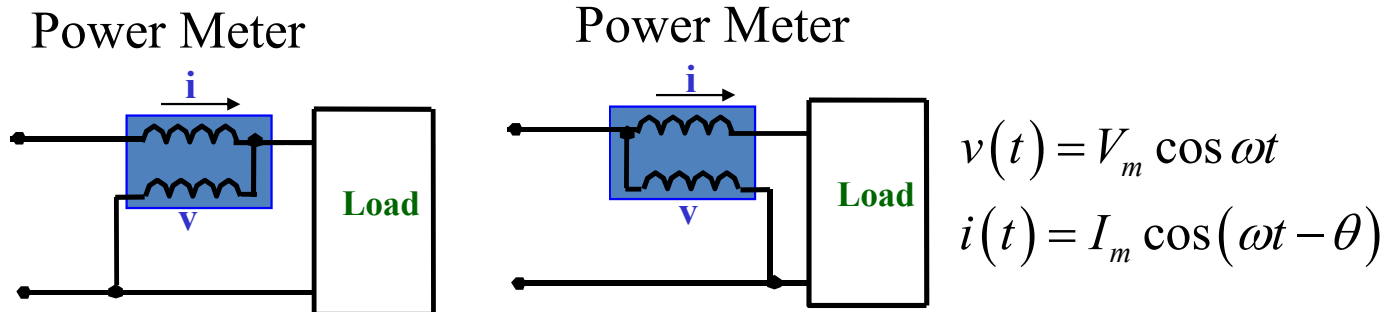 Power Meter
i
v
Load
Power Meter
i
v
Load
v(t) = V_m cos ωt
i(t) = I_m cos(ωt − θ)